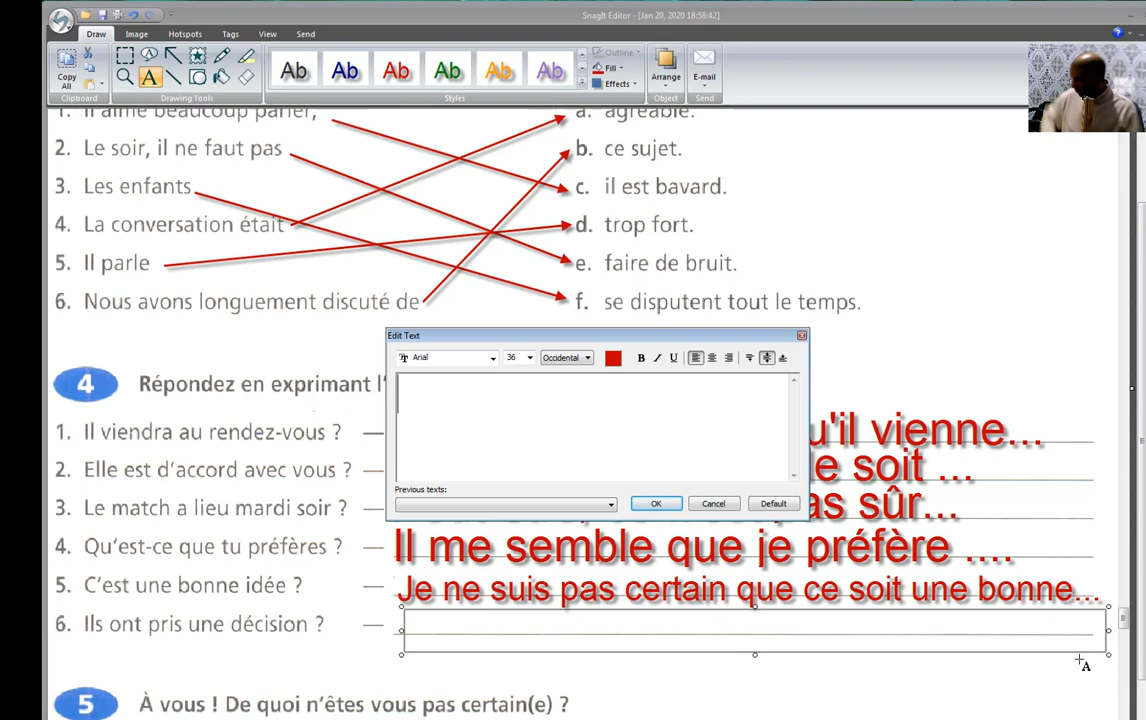 SnagIt Editor - [Jan 20, 2020 18:58:42]
Draw Image Hotspots Tags View Send
Copy All
Clipboard
Drawing Tools
Ab Ab Ab Ab Ab Ab
Styles
Outline
Fill
Effects
Arrange
Object
E-mail
Send
1. Il aime beaucoup parler, a. agréable.
2. Le soir, il ne faut pas b. ce sujet.
3. Les enfants c. il est bavard.
4. La conversation était d. trop fort.
5. Il parle e. faire de bruit.
6. Nous avons longuement discuté de f. se disputent tout le temps.
Edit Text
Arial 36 Occidental B I U
Previous texts:
OK Cancel Default
4 Répondez en exprimant l'
1. Il viendra au rendez-vous ? u'il vienne...
2. Elle est d'accord avec vous ? e soit ...
3. Le match a lieu mardi soir ? as sûr...
4. Qu'est-ce que tu préfères ? Il me semble que je préfère ....
5. C'est une bonne idée ? Je ne suis pas certain que ce soit une bonne...
6. Ils ont pris une décision ?
A
5 À vous ! De quoi n'êtes vous pas certain(e) ?